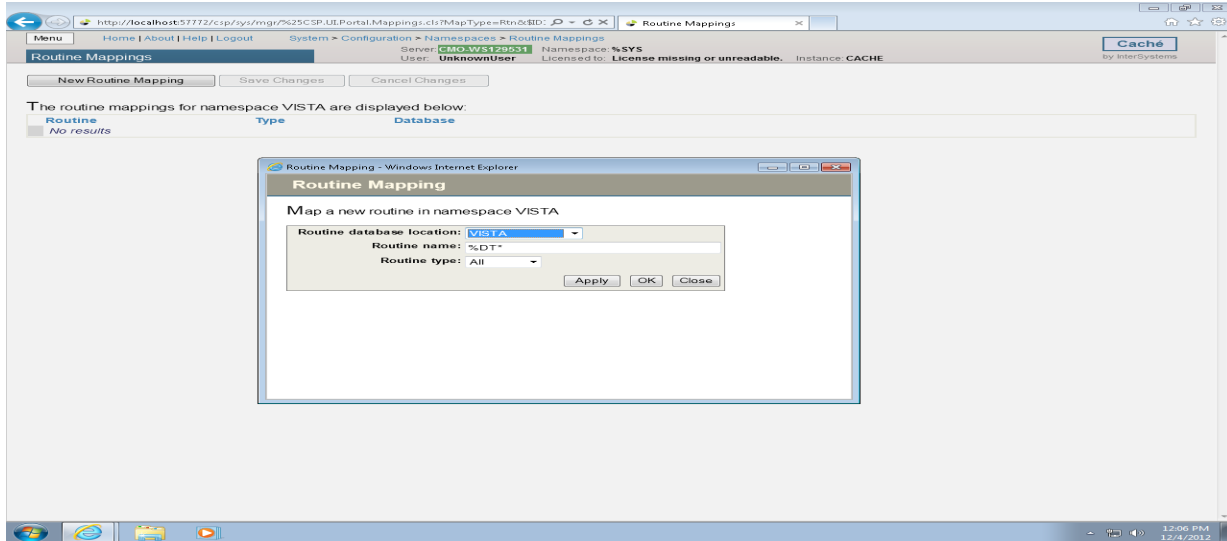 http://localhost:57772/csp/sys/mgr/%25CSP.UI.Portal.Mappings.cls?MapType=Rtn&$ID:
Routine Mappings
Menu Home | About | Help | Logout System > Configuration > Namespaces > Routine Mappings
Server: CMO-WS129531 Namespace: %SYS
Routine Mappings
User: UnknownUser Licensed to: License missing or unreadable. Instance: CACHE
Caché
by InterSystems
New Routine Mapping Save Changes Cancel Changes
The routine mappings for namespace VISTA are displayed below:
Routine Type Database
No results
Routine Mapping - Windows Internet Explorer
Routine Mapping
Map a new routine in namespace VISTA
Routine database location: VISTA
Routine name: %DT*
Routine type: All
Apply OK Close
12:06 PM
12/4/2012